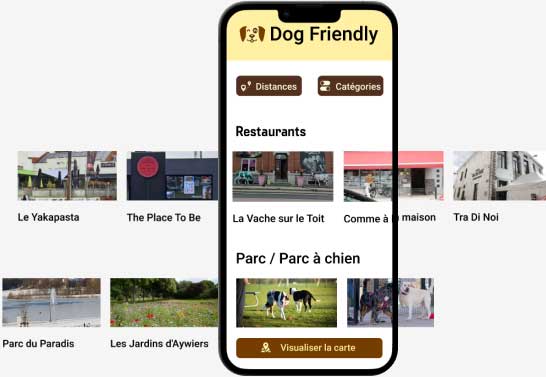 Dog Friendly
Distances
Catégories
Restaurants
Le Yakapasta
The Place To Be
La Vache sur le Toit
Comme à la maison
Tra Di Noi
Parc / Parc à chien
Parc du Paradis
Les Jardins d'Aywiers
Visualiser la carte